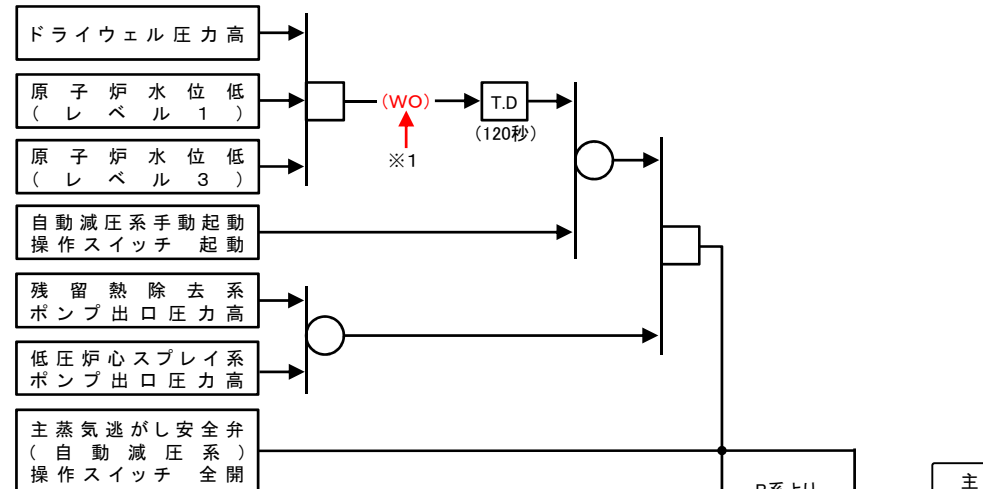 ドライウェル圧力高
原子炉水位低
(レベル1)
(WO)
T.D
(120秒)
※1
原子炉水位低
(レベル3)
自動減圧系手動起動
操作スイッチ 起動
残留熱除去系
ポンプ出口圧力高
低圧炉心スプレイ系
ポンプ出口圧力高
主蒸気逃がし安全弁
(自動減圧系)
操作スイッチ 全開
B系より
主